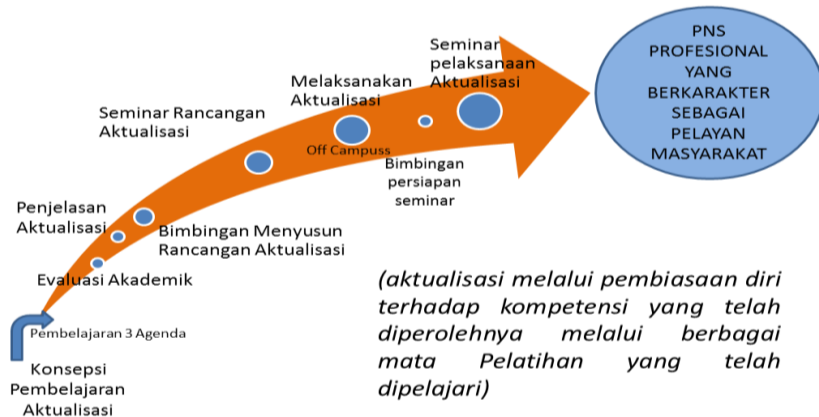 Seminar
pelaksanaan
Aktualisasi
PNS
PROFESIONAL
YANG
BERKARAKTER
SEBAGAI
PELAYAN
MASYARAKAT
Melaksanakan
Aktualisasi
Seminar Rancangan
Aktualisasi
Off Campuss
Bimbingan
persiapan
seminar
Penjelasan
Aktualisasi
Bimbingan Menyusun
Rancangan Aktualisasi
Evaluasi Akademik
(aktualisasi melalui pembiasaan diri
terhadap kompetensi yang telah
diperolehnya melalui berbagai
mata Pelatihan yang telah
dipelajari)
Pembelajaran 3 Agenda
Konsepsi
Pembelajaran
Aktualisasi